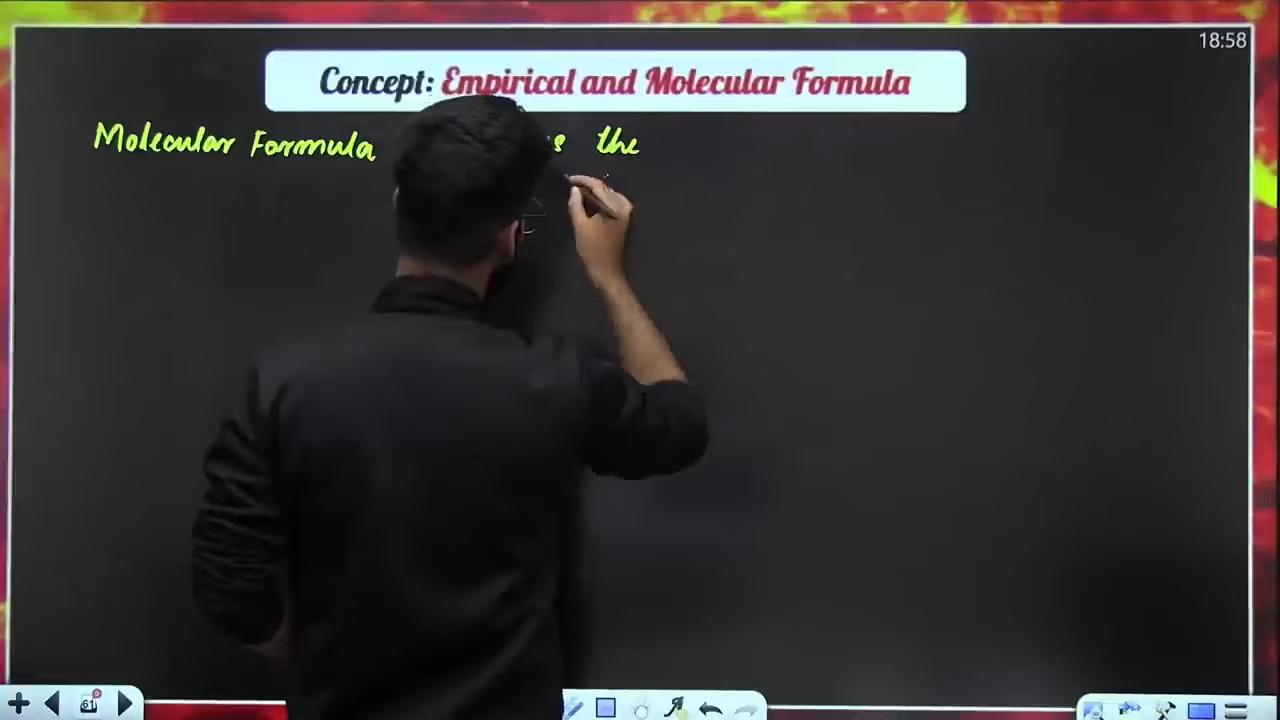 18:58
Concept: Empirical and Molecular Formula
Molecular Formula the
61